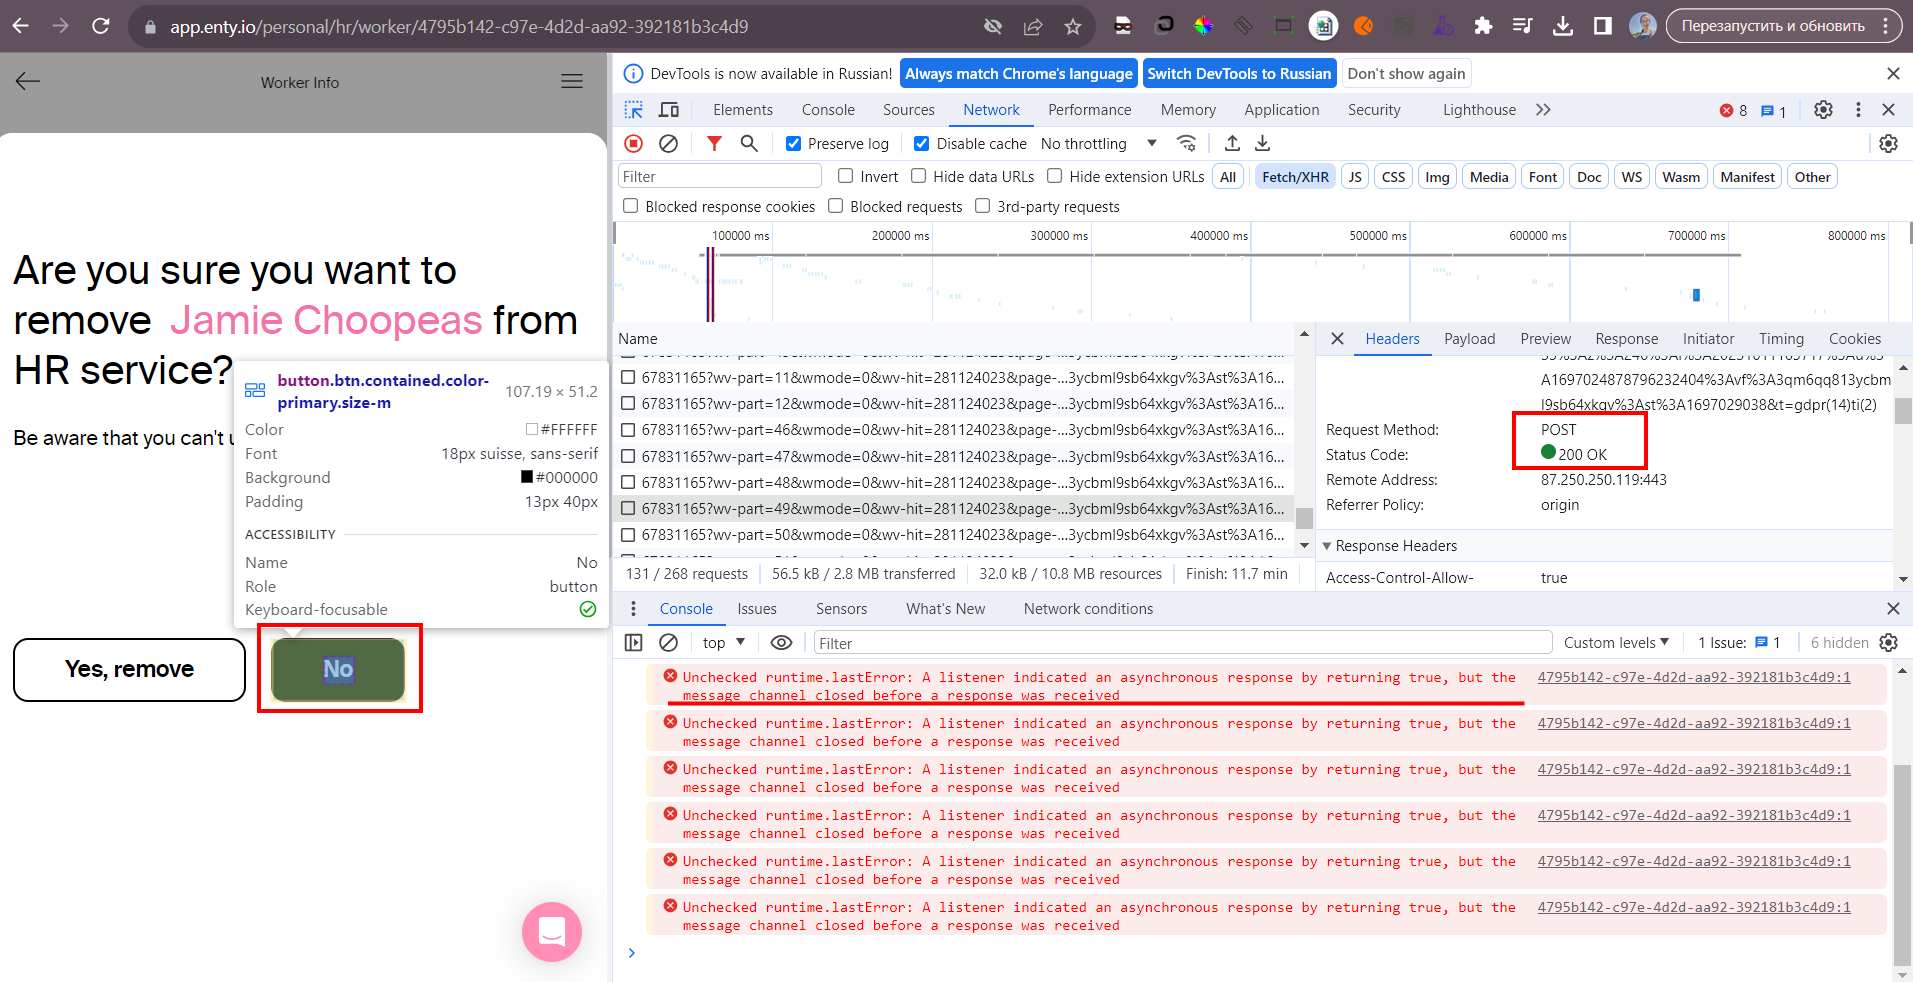 app.enty.io/personal/hr/worker/4795b142-c97e-4d2d-aa92-392181b3c4d9
Перезапустить и обновить
Worker Info
Are you sure you want to
remove Jamie Choopeas from
HR service?
Be aware that you can't u
button.btn.contained.color-
primary.size-m
107.19 × 51.2
Color #FFFFFF
Font 18px suisse, sans-serif
Background #000000
Padding 13px 40px
ACCESSIBILITY
Name No
Role button
Keyboard-focusable
Yes, remove
No
DevTools is now available in Russian! Always match Chrome's language Switch DevTools to Russian Don't show again
Elements Console Sources Network Performance Memory Application Security Lighthouse 8 1
Preserve log Disable cache No throttling
Filter Invert Hide data URLs Hide extension URLs All Fetch/XHR JS CSS Img Media Font Doc WS Wasm Manifest Other
Blocked response cookies Blocked requests 3rd-party requests
100000 ms 200000 ms 300000 ms 400000 ms 500000 ms 600000 ms 700000 ms 800000 ms
Name
67831165?wv-part=11&wmode=0&wv-hit=281124023&page-...3ycbml9sb64xkgv%3Ast%3A16...
67831165?wv-part=12&wmode=0&wv-hit=281124023&page-...3ycbml9sb64xkgv%3Ast%3A16...
67831165?wv-part=46&wmode=0&wv-hit=281124023&page-...3ycbml9sb64xkgv%3Ast%3A16...
67831165?wv-part=47&wmode=0&wv-hit=281124023&page-...3ycbml9sb64xkgv%3Ast%3A16...
67831165?wv-part=48&wmode=0&wv-hit=281124023&page-...3ycbml9sb64xkgv%3Ast%3A16...
67831165?wv-part=49&wmode=0&wv-hit=281124023&page-...3ycbml9sb64xkgv%3Ast%3A16...
67831165?wv-part=50&wmode=0&wv-hit=281124023&page-...3ycbml9sb64xkgv%3Ast%3A16...
131 / 268 requests 56.5 kB / 2.8 MB transferred 32.0 kB / 10.8 MB resources Finish: 11.7 min
Headers Payload Preview Response Initiator Timing Cookies
A1697024878796232404%3Avf%3A3qm6qq813ycbm
l9sb64xkgv%3Ast%3A1697029038&t=gdpr(14)ti(2)
Request Method: POST
Status Code: 200 OK
Remote Address: 87.250.250.119:443
Referrer Policy: origin
Response Headers
Access-Control-Allow- true
Console Issues Sensors What's New Network conditions
top Filter Custom levels 1 Issue: 1 6 hidden
Unchecked runtime.lastError: A listener indicated an asynchronous response by returning true, but the 4795b142-c97e-4d2d-aa92-392181b3c4d9:1
message channel closed before a response was received
Unchecked runtime.lastError: A listener indicated an asynchronous response by returning true, but the 4795b142-c97e-4d2d-aa92-392181b3c4d9:1
message channel closed before a response was received
Unchecked runtime.lastError: A listener indicated an asynchronous response by returning true, but the 4795b142-c97e-4d2d-aa92-392181b3c4d9:1
message channel closed before a response was received
Unchecked runtime.lastError: A listener indicated an asynchronous response by returning true, but the 4795b142-c97e-4d2d-aa92-392181b3c4d9:1
message channel closed before a response was received
Unchecked runtime.lastError: A listener indicated an asynchronous response by returning true, but the 4795b142-c97e-4d2d-aa92-392181b3c4d9:1
message channel closed before a response was received
Unchecked runtime.lastError: A listener indicated an asynchronous response by returning true, but the 4795b142-c97e-4d2d-aa92-392181b3c4d9:1
message channel closed before a response was received